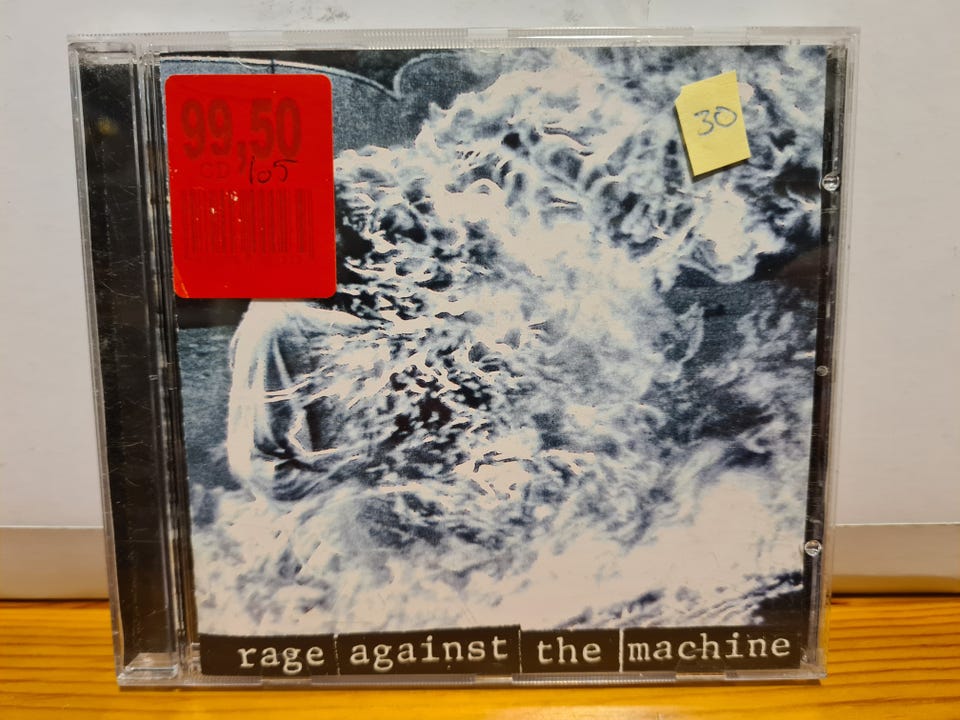 99,50
CD 105
30
rage against the machine